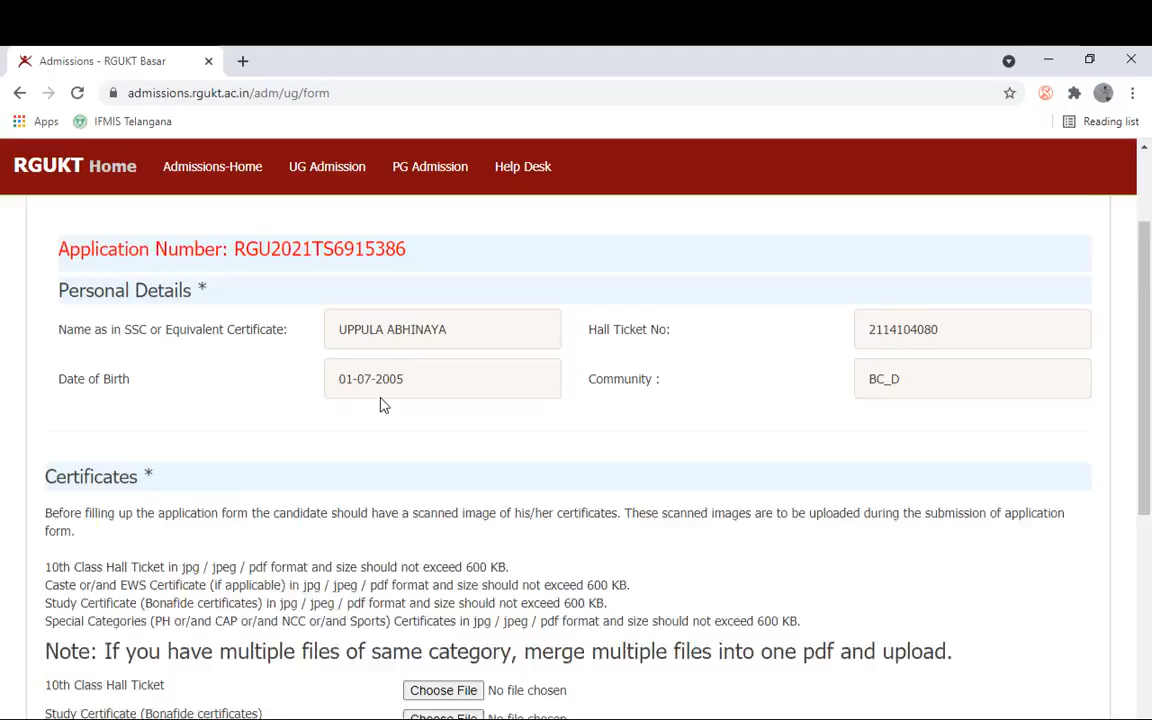 Admissions - RGUKT Basar
admissions.rgukt.ac.in/adm/ug/form
Apps IFMIS Telangana Reading list
RGUKT Home Admissions-Home UG Admission PG Admission Help Desk
Application Number: RGU2021TS6915386
Personal Details *
Name as in SSC or Equivalent Certificate: UPPULA ABHINAYA Hall Ticket No: 2114104080
Date of Birth 01-07-2005 Community : BC_D
Certificates *
Before filling up the application form the candidate should have a scanned image of his/her certificates. These scanned images are to be uploaded during the submission of application
form.
10th Class Hall Ticket in jpg / jpeg / pdf format and size should not exceed 600 KB.
Caste or/and EWS Certificate (if applicable) in jpg / jpeg / pdf format and size should not exceed 600 KB.
Study Certificate (Bonafide certificates) in jpg / jpeg / pdf format and size should not exceed 600 KB.
Special Categories (PH or/and CAP or/and NCC or/and Sports) Certificates in jpg / jpeg / pdf format and size should not exceed 600 KB.
Note: If you have multiple files of same category, merge multiple files into one pdf and upload.
10th Class Hall Ticket Choose File No file chosen
Study Certificate (Bonafide certificates) Choose File No file chosen